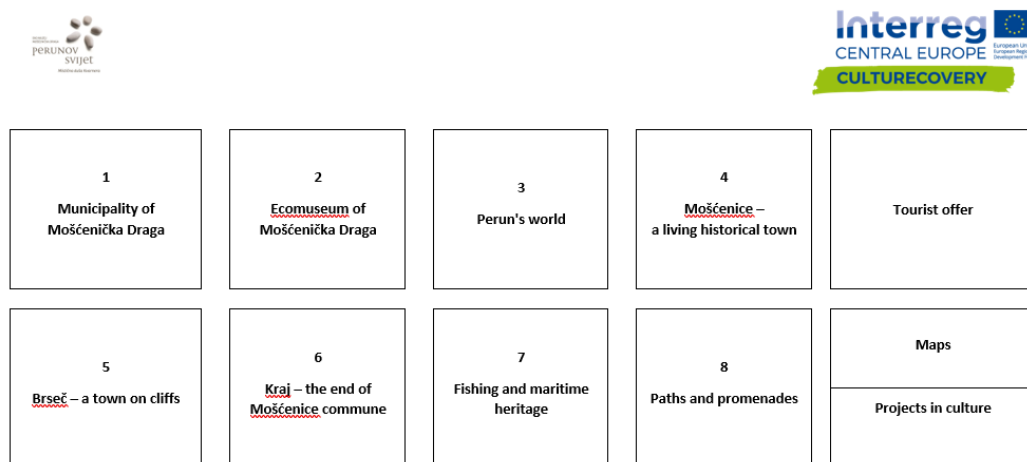 PERUNOV
svijet
Interreg
CENTRAL EUROPE
CULTURECOVERY
1
Municipality of
Mošćenička Draga
2
Ecomuseum of
Mošćenička Draga
3
Perun's world
4
Mošćenice –
a living historical town
Tourist offer
5
Brseč – a town on cliffs
6
Kraj – the end of
Mošćenice commune
7
Fishing and maritime
heritage
8
Paths and promenades
Maps
Projects in culture